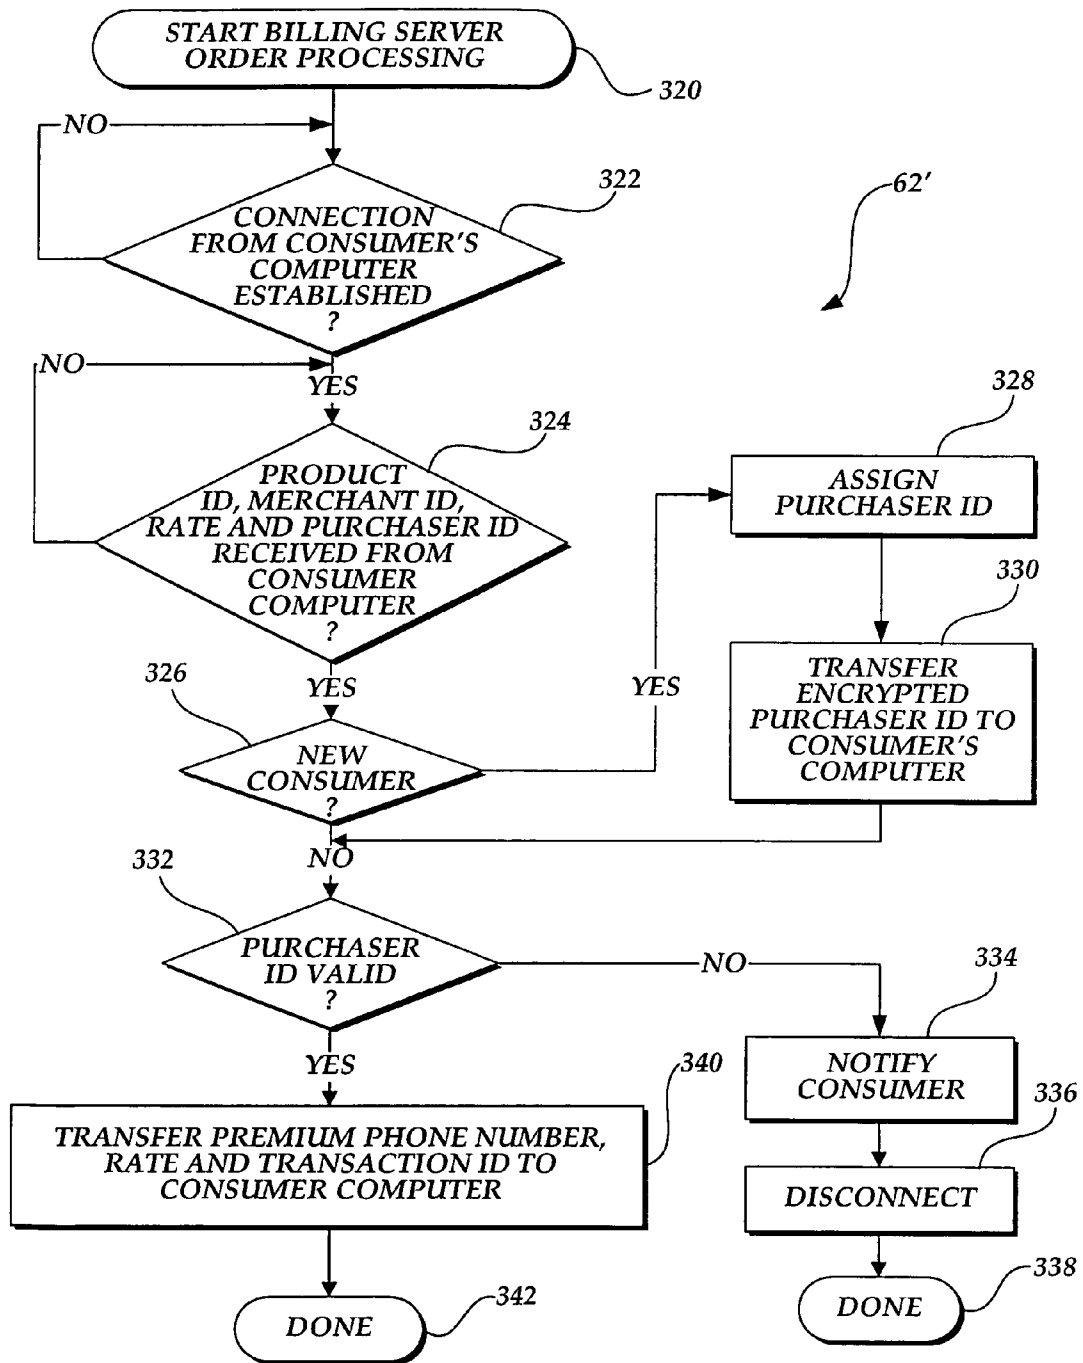 START BILLING SERVER
ORDER PROCESSING
320
NO
322
62'
CONNECTION
FROM CONSUMER'S
COMPUTER
ESTABLISHED
?
NO
YES
324
328
PRODUCT
ID, MERCHANT ID,
RATE AND PURCHASER ID
RECEIVED FROM
CONSUMER
COMPUTER
?
ASSIGN
PURCHASER ID
330
326
YES
YES
TRANSFER
ENCRYPTED
PURCHASER ID TO
CONSUMER'S
COMPUTER
NEW
CONSUMER
?
NO
332
PURCHASER
ID VALID
?
NO
334
YES
NOTIFY
CONSUMER
340
336
TRANSFER PREMIUM PHONE NUMBER,
RATE AND TRANSACTION ID TO
CONSUMER COMPUTER
DISCONNECT
338
DONE
342
DONE